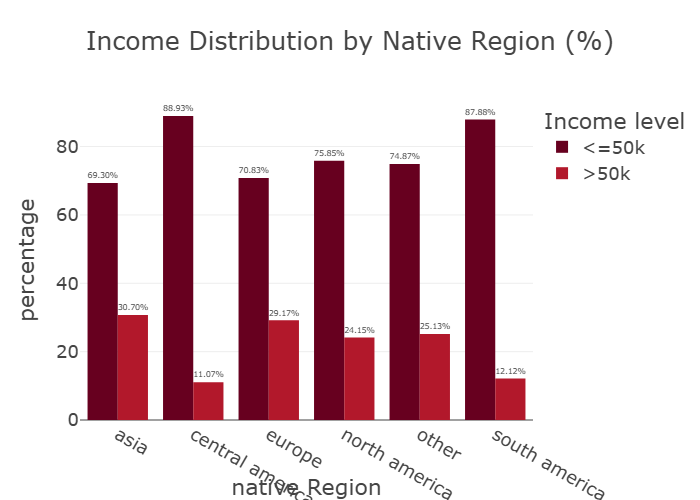 Income Distribution by Native Region (%)
Income level
<=50k
>50k
percentage
80
60
40
20
0
69.30%
30.70%
88.93%
11.07%
70.83%
29.17%
75.85%
24.15%
74.87%
25.13%
87.88%
12.12%
asia
central america
europe
north america
other
south america
native Region